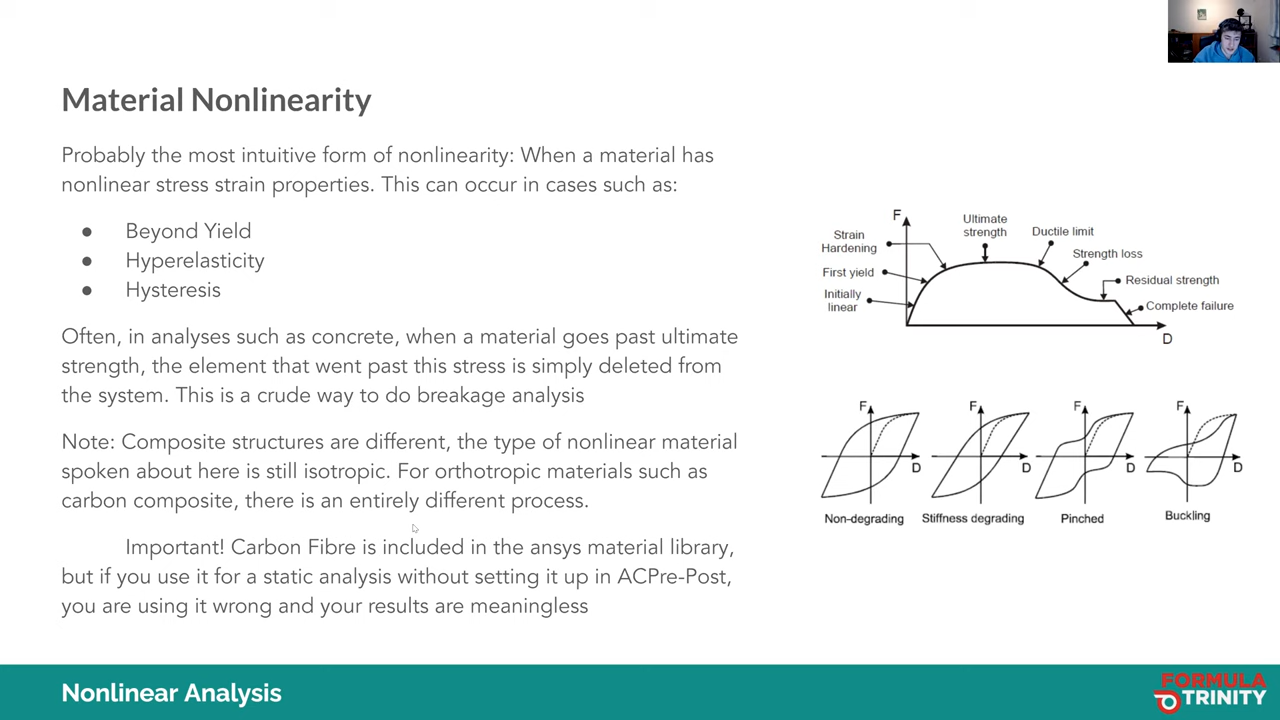 Material Nonlinearity
Probably the most intuitive form of nonlinearity: When a material has
nonlinear stress strain properties. This can occur in cases such as:
● Beyond Yield
● Hyperelasticity
● Hysteresis
Often, in analyses such as concrete, when a material goes past ultimate
strength, the element that went past this stress is simply deleted from
the system. This is a crude way to do breakage analysis
Note: Composite structures are different, the type of nonlinear material
spoken about here is still isotropic. For orthotropic materials such as
carbon composite, there is an entirely different process.
Important! Carbon Fibre is included in the ansys material library,
but if you use it for a static analysis without setting it up in ACPre-Post,
you are using it wrong and your results are meaningless
F
Strain
Hardening
First yield
Initially
linear
Ultimate
strength
Ductile limit
Strength loss
Residual strength
Complete failure
D
F
D
Non-degrading
F
D
Stiffness degrading
F
D
Pinched
F
D
Buckling
Nonlinear Analysis
FORMULA
TRINITY